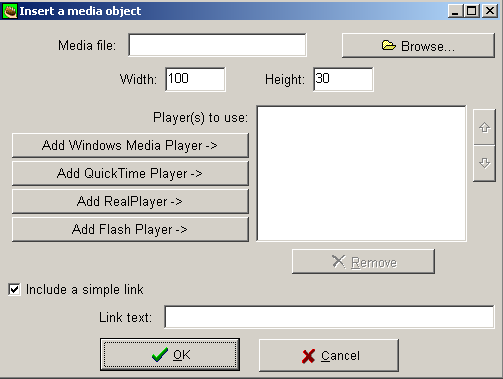 Insert a media object
Media file: Browse...
Width: 100 Height: 30
Player(s) to use:
Add Windows Media Player ->
Add QuickTime Player ->
Add RealPlayer ->
Add Flash Player ->
Remove
Include a simple link
Link text:
OK Cancel